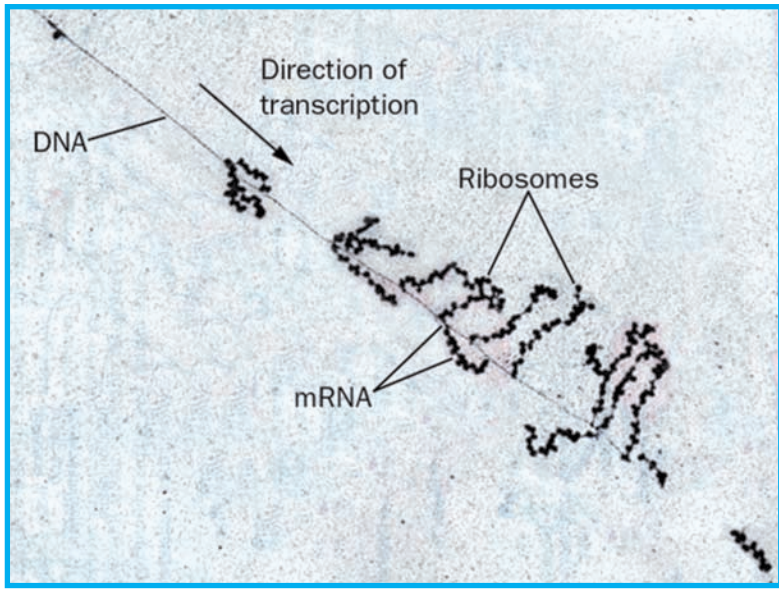 Direction of
transcription
DNA
Ribosomes
mRNA